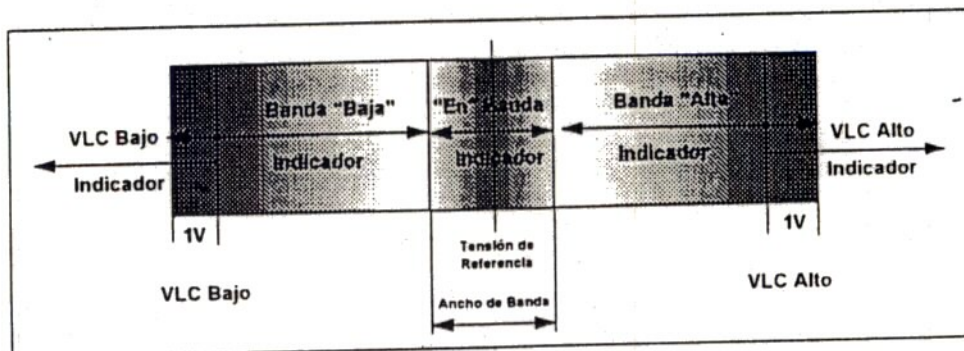 Banda "Baja"
"En" Banda
Banda "Alta"
VLC Bajo
Indicador
Indicador
Indicador
Indicador
VLC Alto
Indicador
1V
1V
Tensión de
Referencia
VLC Bajo
VLC Alto
Ancho de Banda